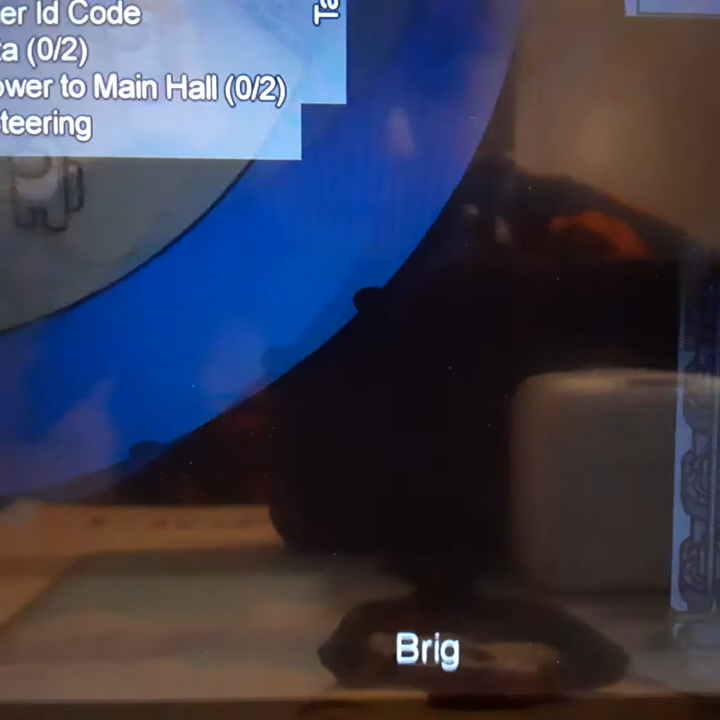 er Id Code
a (0/2)
ower to Main Hall (0/2)
teering
Ta
Brig